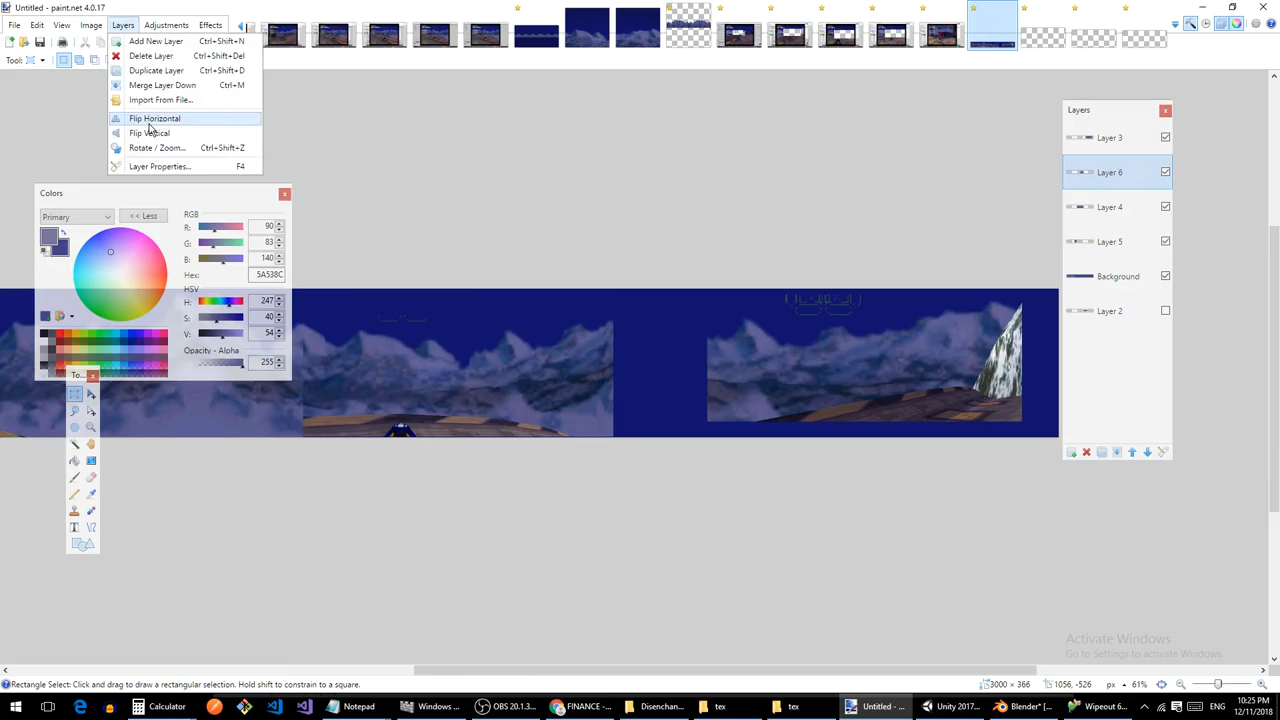 Untitled - paint.net 4.0.17
File Edit View Image Layers Adjustments Effects
Tool:
Add New Layer Ctrl+Shift+N
Delete Layer Ctrl+Shift+Del
Duplicate Layer Ctrl+Shift+D
Merge Layer Down Ctrl+M
Import From File...
Flip Horizontal
Flip Vertical
Rotate / Zoom... Ctrl+Shift+Z
Layer Properties... F4
Colors
Primary
<< Less
RGB
R: 90
G: 83
B: 140
Hex: 5A538C
HSV
H: 247
S: 40
V: 54
Opacity - Alpha
255
To...
Layers
Layer 3
Layer 6
Layer 4
Layer 5
Background
Layer 2
Activate Windows
Go to Settings to activate Windows.
Rectangle Select: Click and drag to draw a rectangular selection. Hold shift to constrain to a square.
3000 × 366
1056, -526
px
61%
Calculator
Notepad
Windows ...
OBS 20.1.3...
FINANCE -...
Disenchan...
tex
tex
Untitled - ...
Unity 2017...
Blender* [...
Wipeout 6...
10:25 PM
12/11/2018